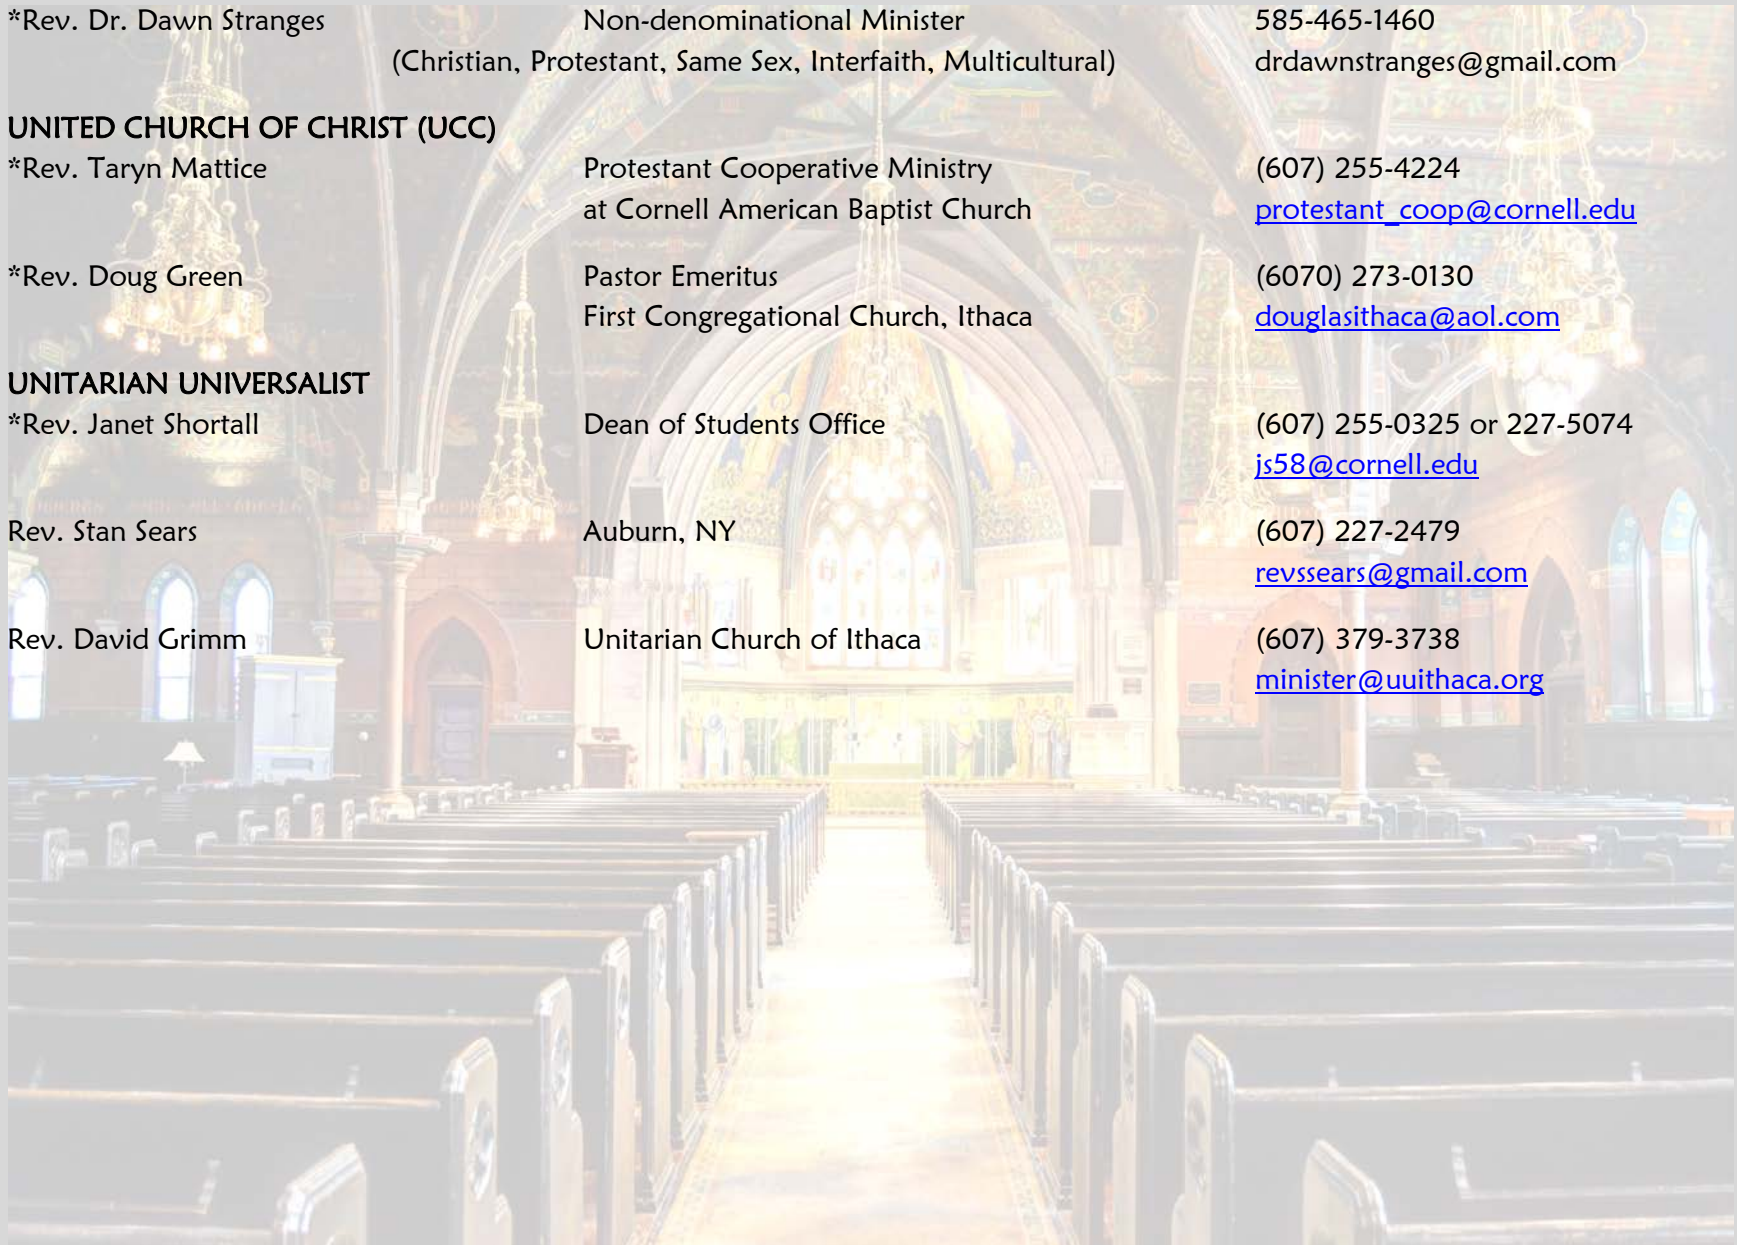 *Rev. Dr. Dawn Stranges Non-denominational Minister 585-465-1460
(Christian, Protestant, Same Sex, Interfaith, Multicultural) drdawnstranges@gmail.com
UNITED CHURCH OF CHRIST (UCC)
*Rev. Taryn Mattice Protestant Cooperative Ministry (607) 255-4224
at Cornell American Baptist Church protestant_coop@cornell.edu
*Rev. Doug Green Pastor Emeritus (6070) 273-0130
First Congregational Church, Ithaca douglasithaca@aol.com
UNITARIAN UNIVERSALIST
*Rev. Janet Shortall Dean of Students Office (607) 255-0325 or 227-5074
js58@cornell.edu
Rev. Stan Sears Auburn, NY (607) 227-2479
revssears@gmail.com
Rev. David Grimm Unitarian Church of Ithaca (607) 379-3738
minister@uuithaca.org